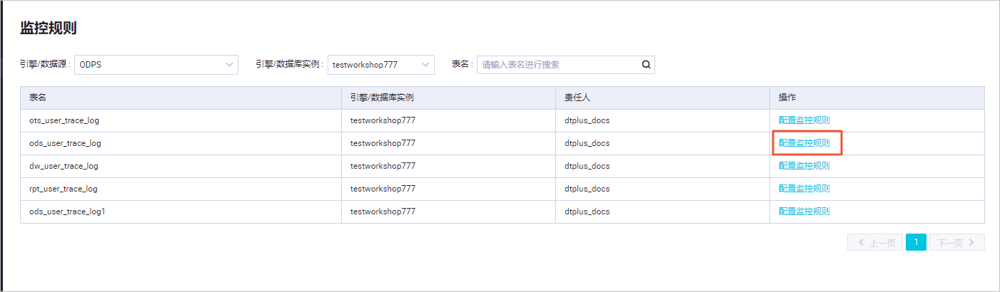 监控规则
引擎/数据源 : ODPS 引擎/数据库实例 : testworkshop777 表名 : 请输入表名进行搜索
表名 引擎/数据库实例 责任人 操作
ots_user_trace_log testworkshop777 dtplus_docs 配置监控规则
ods_user_trace_log testworkshop777 dtplus_docs 配置监控规则
dw_user_trace_log testworkshop777 dtplus_docs 配置监控规则
rpt_user_trace_log testworkshop777 dtplus_docs 配置监控规则
ods_user_trace_log1 testworkshop777 dtplus_docs 配置监控规则
上一页 1 下一页